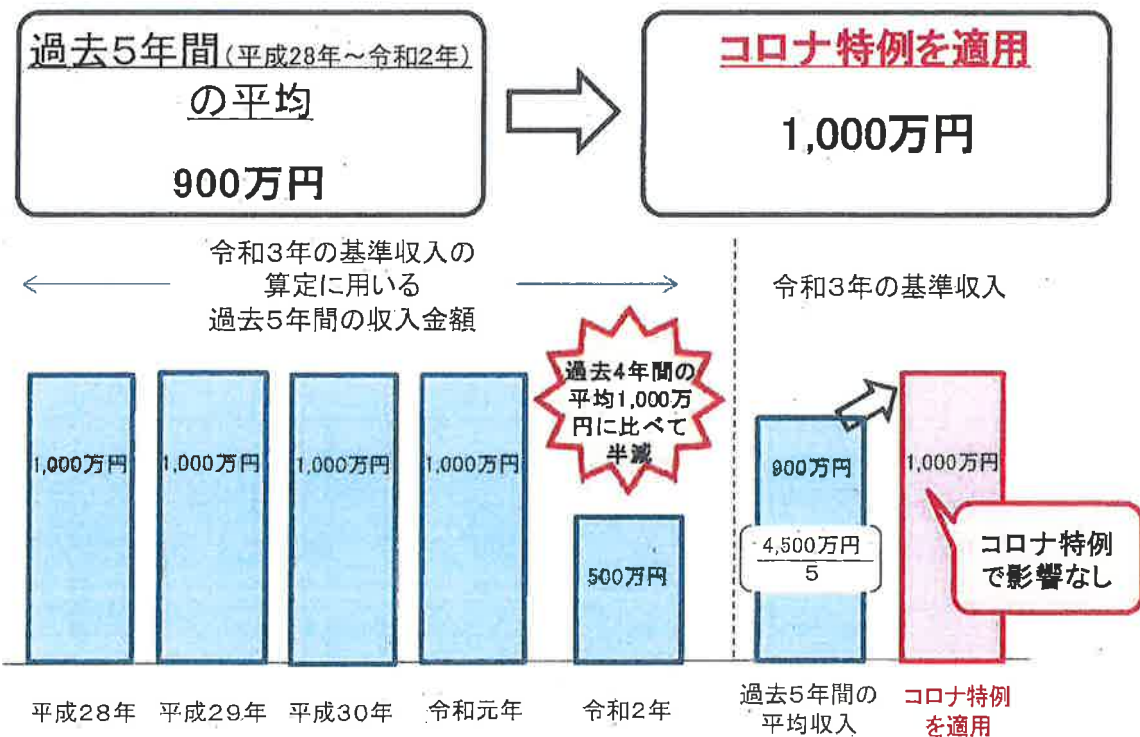 過去5年間(平成28年～令和2年)
の平均
900万円
コロナ特例を適用
1,000万円
令和3年の基準収入の
算定に用いる
過去5年間の収入金額
令和3年の基準収入
過去4年間の
平均1,000万
円に比べて
半減
1,000万円
1,000万円
1,000万円
1,000万円
500万円
900万円
4,500万円
5
1,000万円
コロナ特例
で影響なし
平成28年
平成29年
平成30年
令和元年
令和2年
過去5年間の
平均収入
コロナ特例
を適用